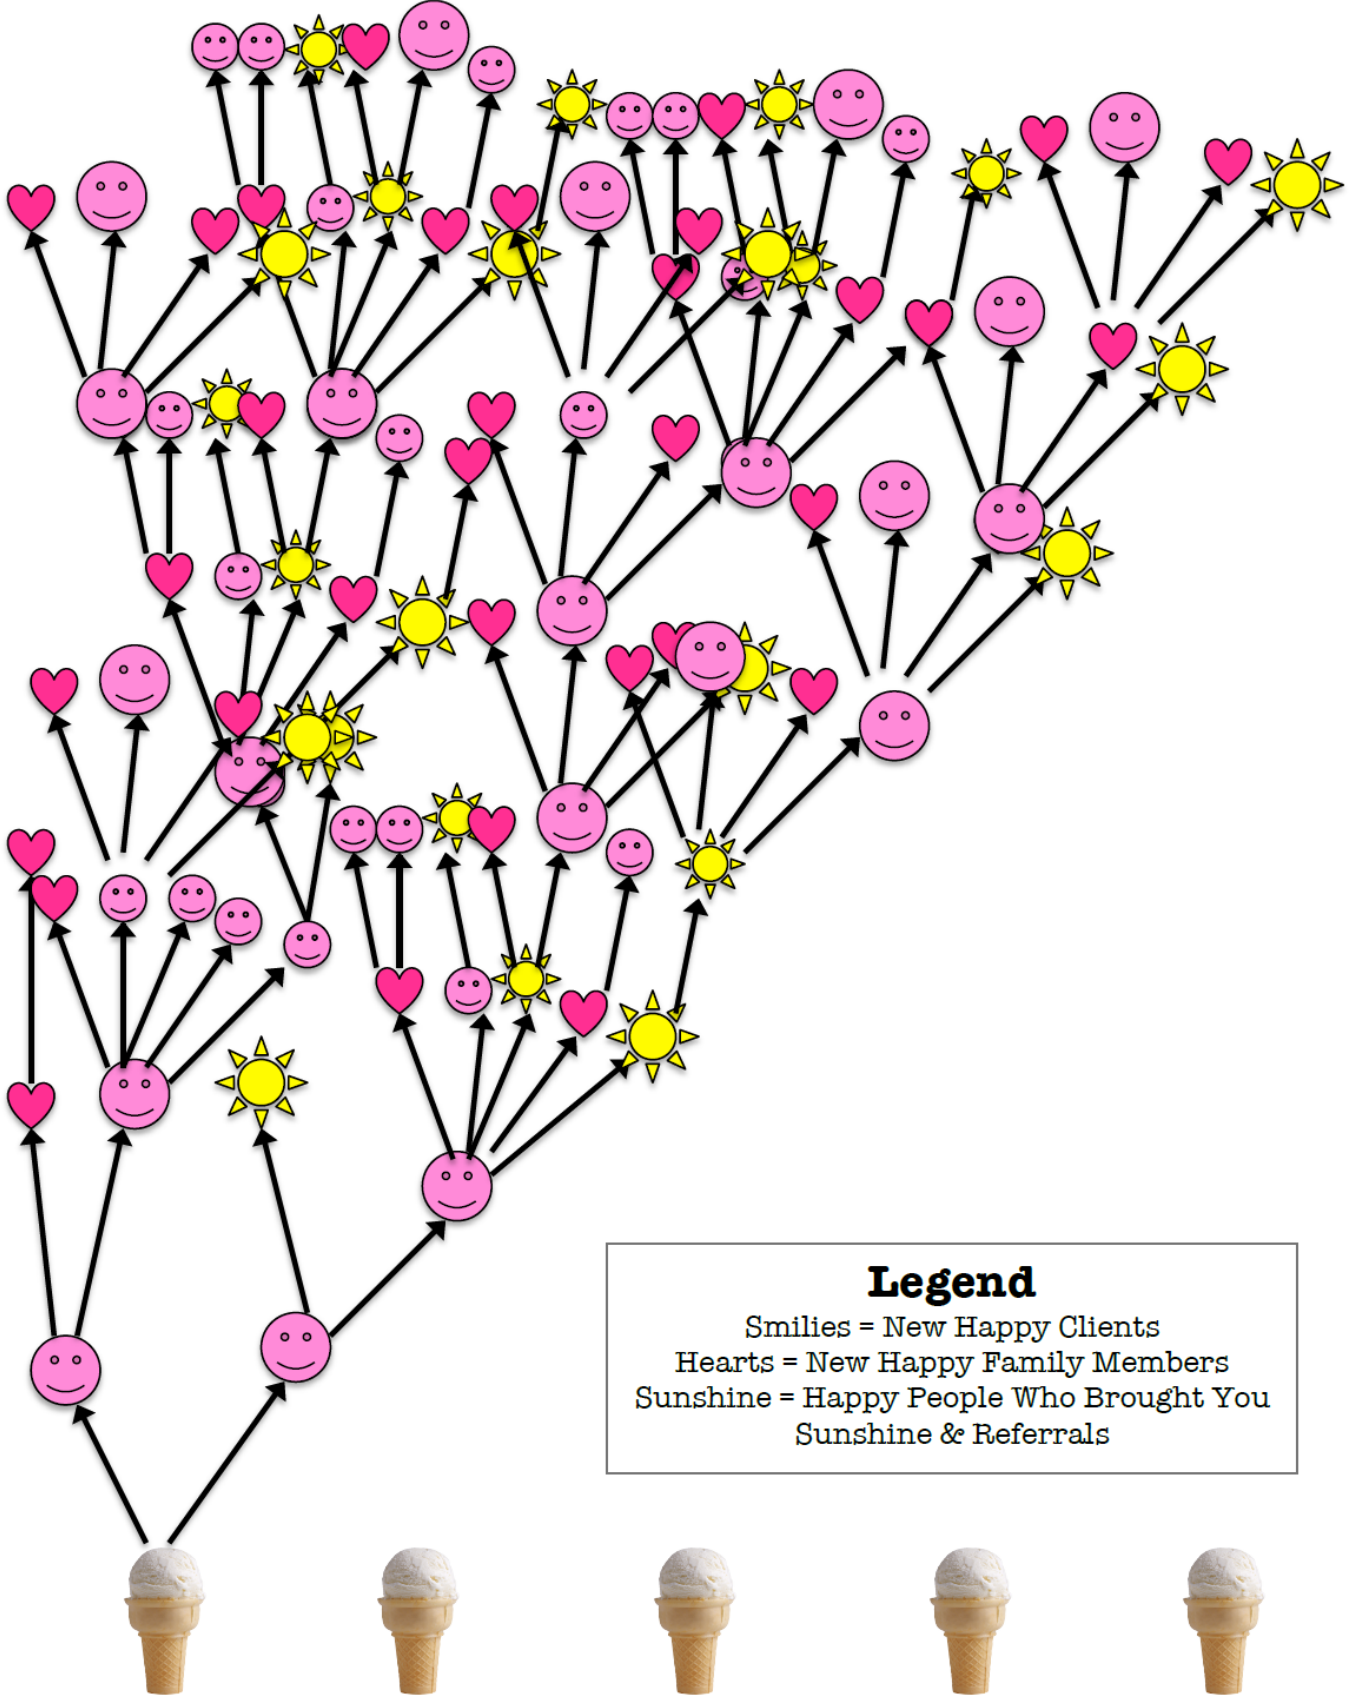 Legend
Smilies = New Happy Clients
Hearts = New Happy Family Members
Sunshine = Happy People Who Brought You
Sunshine & Referrals